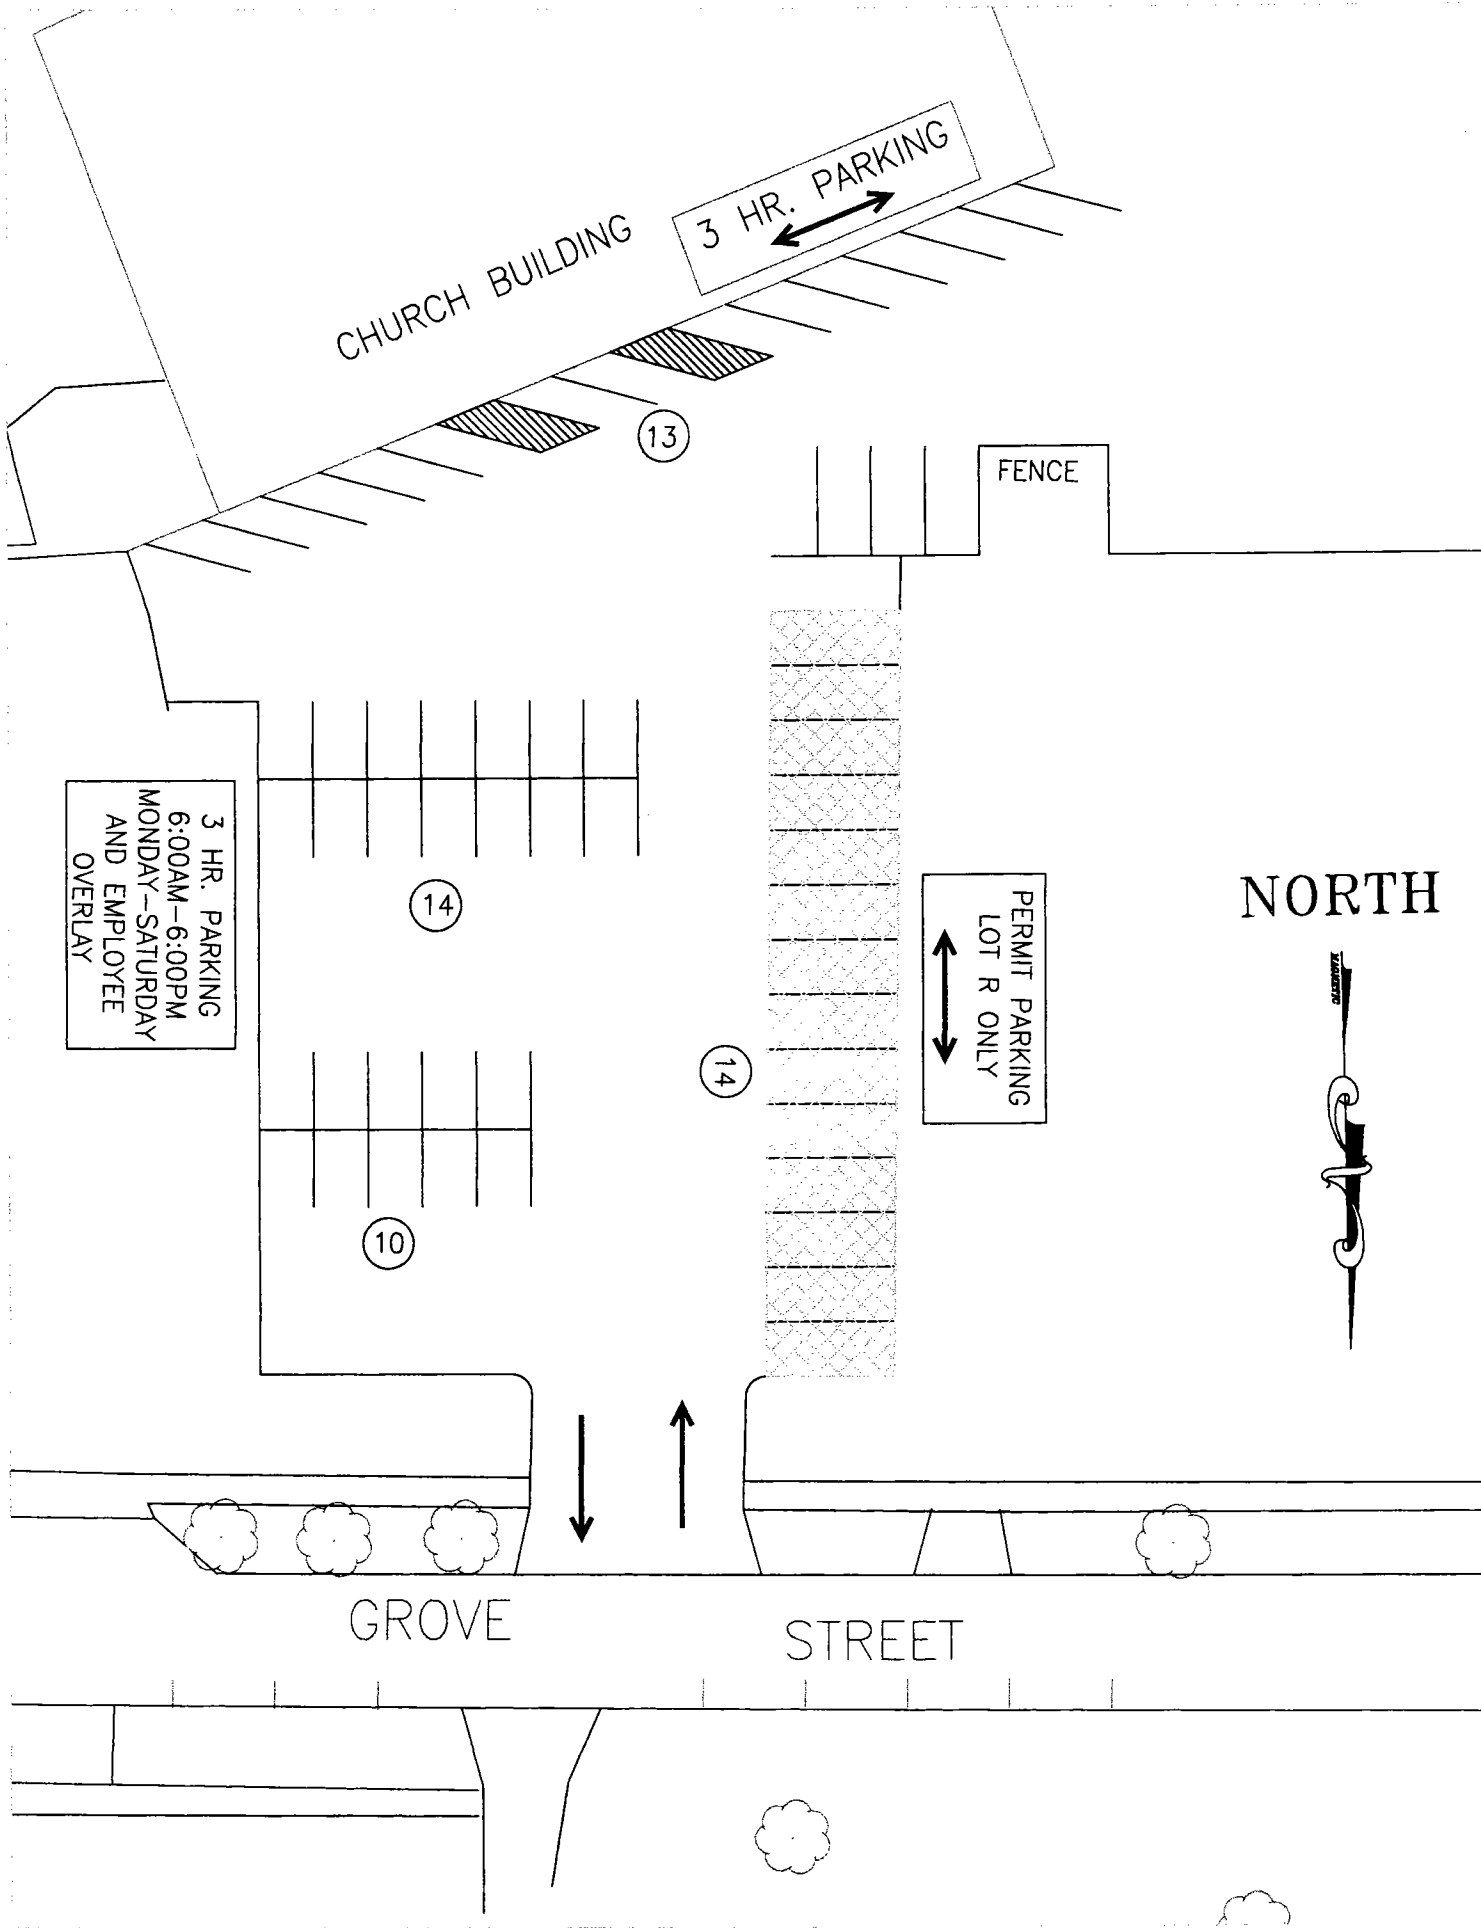 3 HR. PARKING
CHURCH BUILDING
13
FENCE
3 HR. PARKING
6:00AM-6:00PM
MONDAY-SATURDAY
AND EMPLOYEE
OVERLAY
14
PERMIT PARKING
LOT R ONLY
14
NORTH
MAGNETIC
10
GROVE STREET